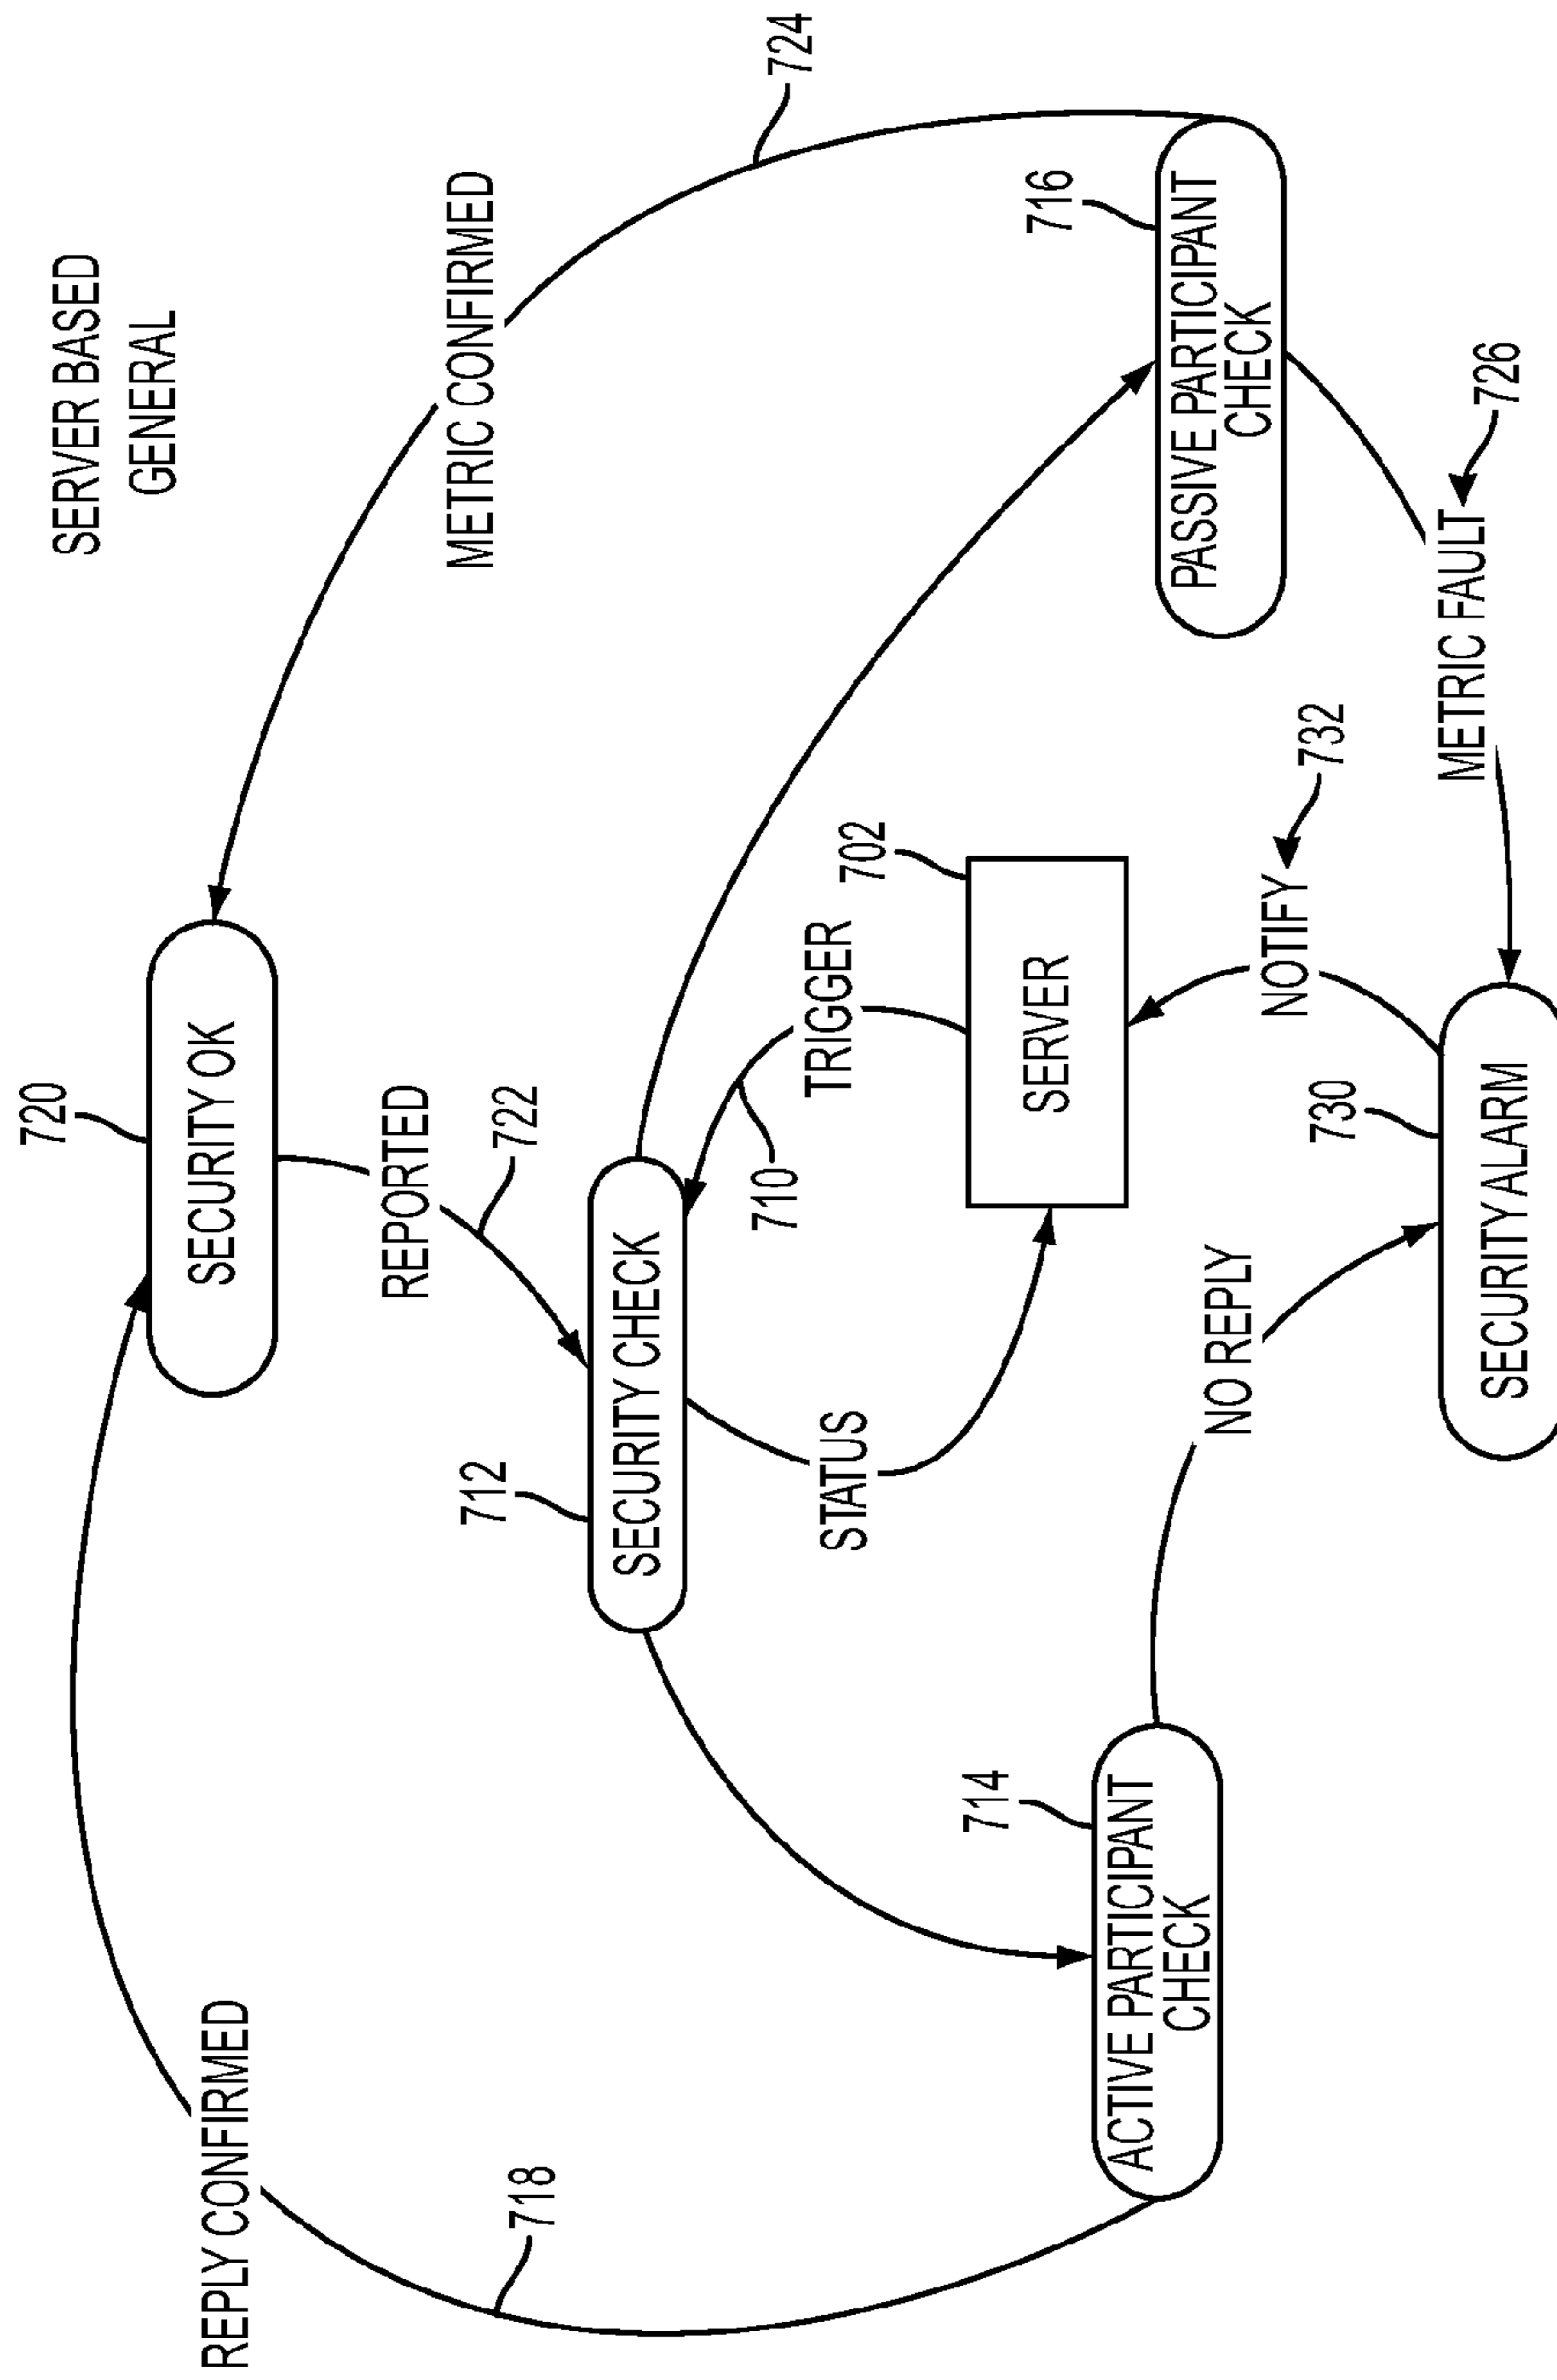 SERVER BASED
GENERAL
720
SECURITY OK
REPLY CONFIRMED
718
REPORTED
722
METRIC CONFIRMED
724
712
SECURITY CHECK
710
TRIGGER
STATUS
702
SERVER
714
ACTIVE PARTICIPANT
CHECK
716
PASSIVE PARTICIPANT
CHECK
NO REPLY
NOTIFY
732
METRIC FAULT
726
730
SECURITY ALARM